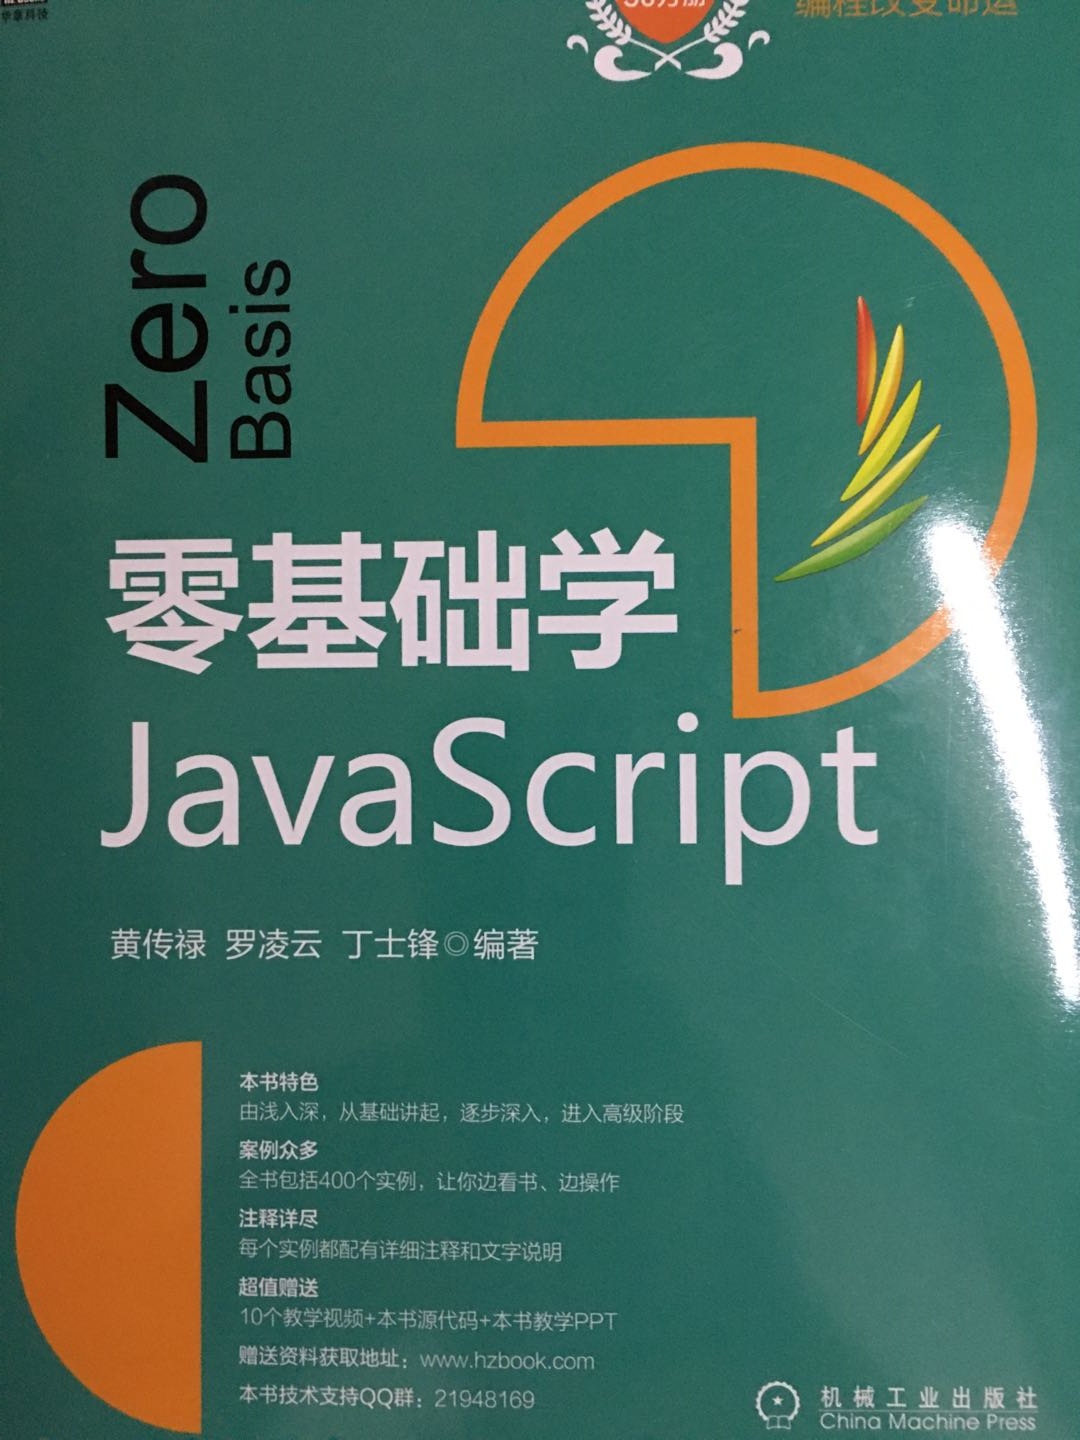 华章科技
编程改变命运
Zero
Basis
零基础学
JavaScript
黄传禄 罗凌云 丁士锋◎编著
本书特色
由浅入深，从基础讲起，逐步深入，进入高级阶段
案例众多
全书包括400个实例，让你边看书、边操作
注释详尽
每个实例都配有详细注释和文字说明
超值赠送
10个教学视频+本书源代码+本书教学PPT
赠送资料获取地址：www.hzbook.com
本书技术支持QQ群：21948169
机械工业出版社
China Machine Press